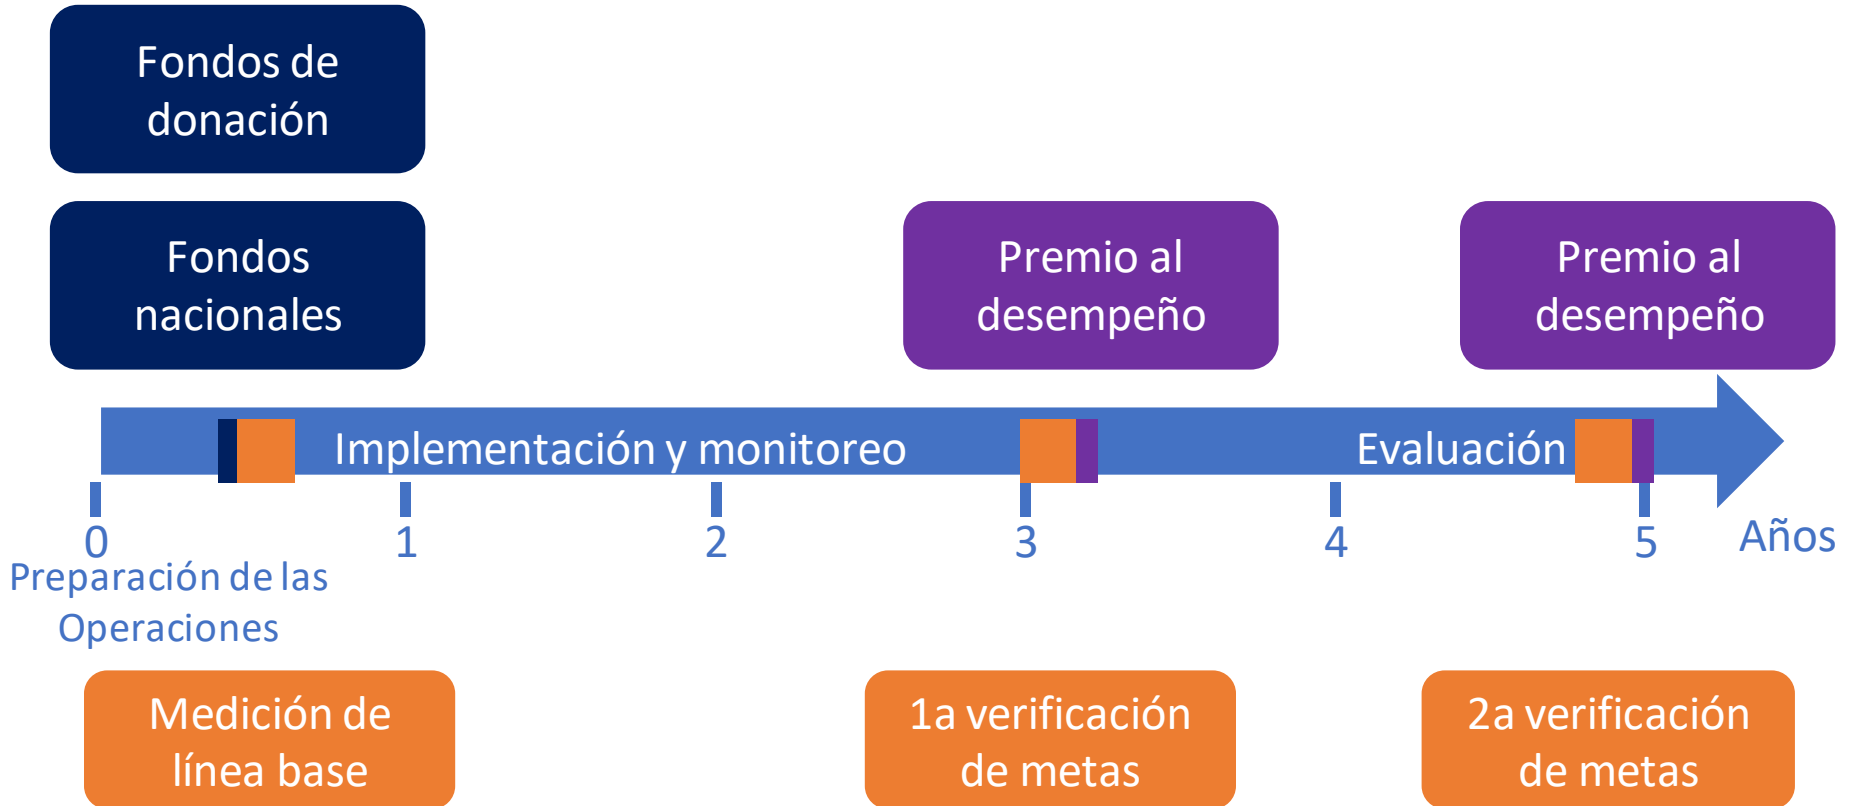 Fondos de
donación
Fondos
nacionales
Premio al
desempeño
Premio al
desempeño
Implementación y monitoreo
Evaluación
0
1
2
3
4
5
Años
Preparación de las
Operaciones
Medición de
línea base
1a verificación
de metas
2a verificación
de metas